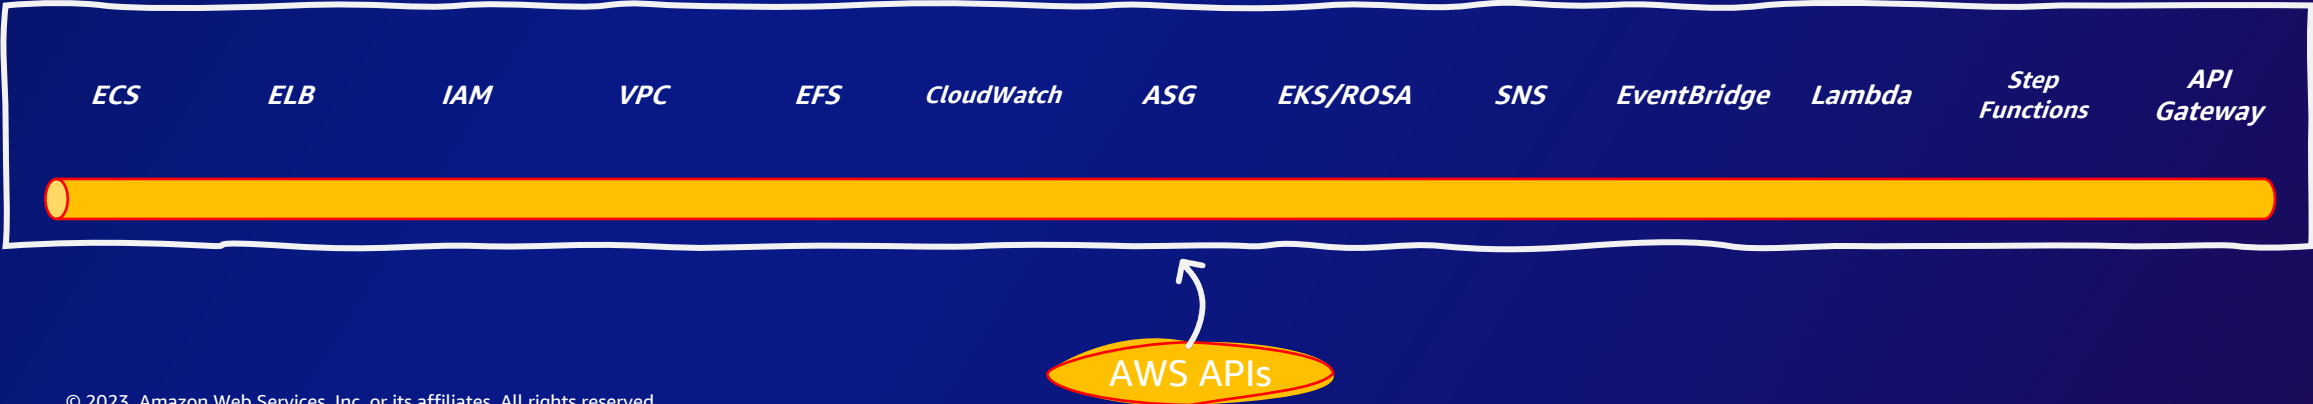 ECS ELB IAM VPC EFS CloudWatch ASG EKS/ROSA SNS EventBridge Lambda
Step
Functions
API
Gateway
AWS APIs
© 2023, Amazon Web Services, Inc. or its affiliates. All rights reserved.